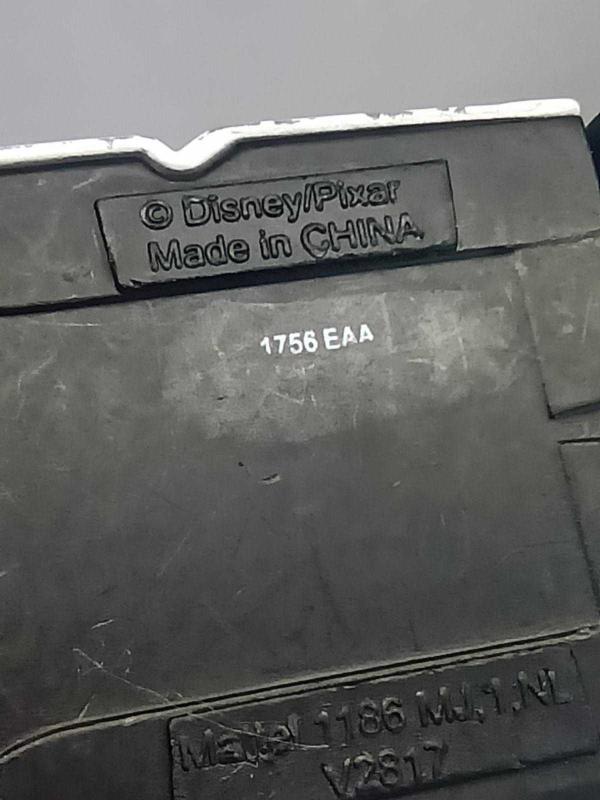 © Disney/Pixar
Made in CHINA
1756 EAA
Mattel 1186 MJ,1,NL
V2817